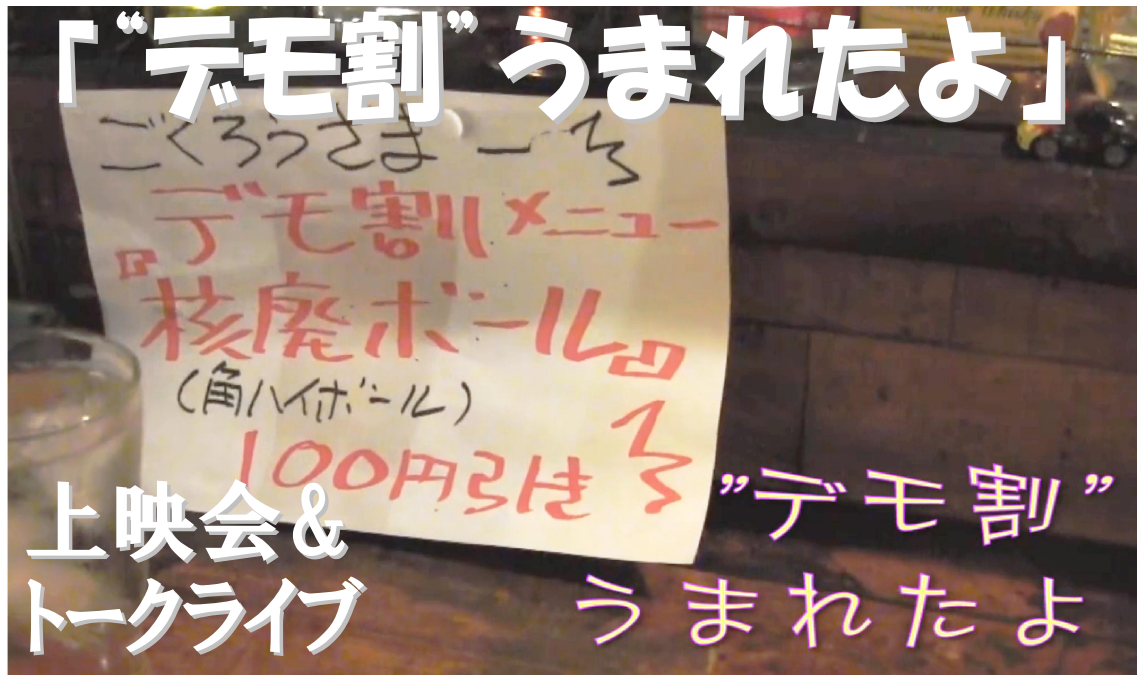 「“デモ割”うまれたよ」
ごくろうさまー〜
デモ割メニュー
『核廃ボール』
(角ハイボール)
100円引き〜
上映会&
トークライブ
”デモ割”
うまれたよ